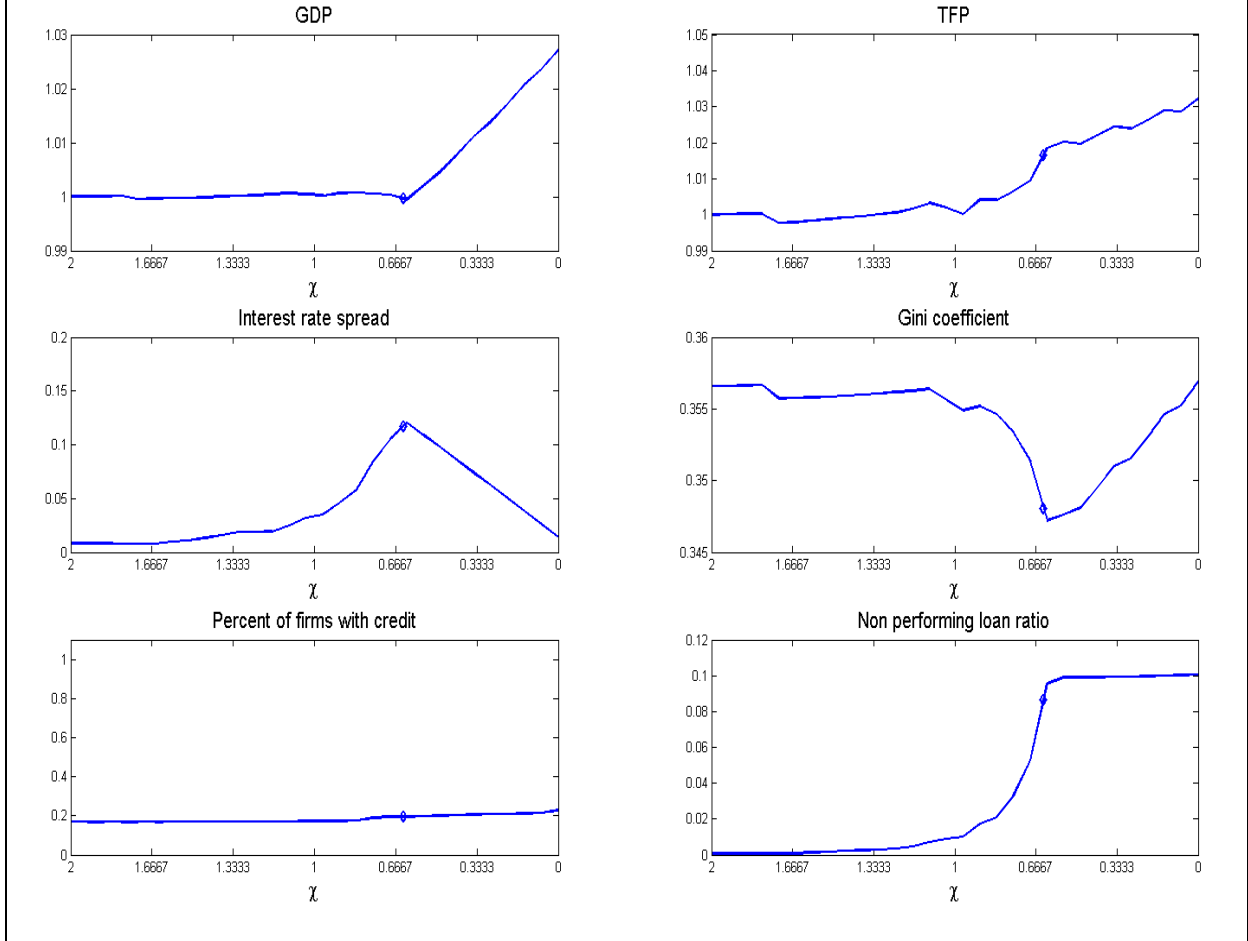 GDP
1.03
1.02
1.01
1
0.99
2 1.6667 1.3333 1 0.6667 0.3333 0
χ
TFP
1.05
1.04
1.03
1.02
1.01
1
0.99
2 1.6667 1.3333 1 0.6667 0.3333 0
χ
Interest rate spread
0.2
0.15
0.1
0.05
0
2 1.6667 1.3333 1 0.6667 0.3333 0
χ
Gini coefficient
0.36
0.355
0.35
0.345
2 1.6667 1.3333 1 0.6667 0.3333 0
χ
Percent of firms with credit
1
0.8
0.6
0.4
0.2
0
2 1.6667 1.3333 1 0.6667 0.3333 0
χ
Non performing loan ratio
0.12
0.1
0.08
0.06
0.04
0.02
0
2 1.6667 1.3333 1 0.6667 0.3333 0
χ